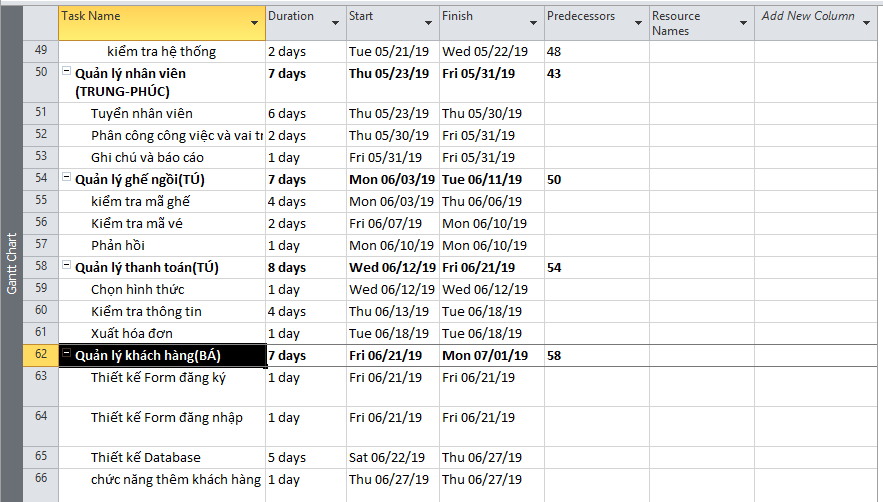 Task Name Duration Start Finish Predecessors Resource Names Add New Column
49 kiểm tra hệ thống 2 days Tue 05/21/19 Wed 05/22/19 48
50 Quản lý nhân viên (TRUNG-PHÚC) 7 days Thu 05/23/19 Fri 05/31/19 43
51 Tuyển nhân viên 6 days Thu 05/23/19 Thu 05/30/19
52 Phân công công việc và vai 2 days Thu 05/30/19 Fri 05/31/19
53 Ghi chú và báo cáo 1 day Fri 05/31/19 Fri 05/31/19
54 Quản lý ghế ngồi(TÚ) 7 days Mon 06/03/19 Tue 06/11/19 50
55 kiểm tra mã ghế 4 days Mon 06/03/19 Thu 06/06/19
56 Kiểm tra mã vé 2 days Fri 06/07/19 Mon 06/10/19
57 Phản hồi 1 day Mon 06/10/19 Mon 06/10/19
58 Quản lý thanh toán(TÚ) 8 days Wed 06/12/19 Fri 06/21/19 54
59 Chọn hình thức 1 day Wed 06/12/19 Wed 06/12/19
60 Kiểm tra thông tin 4 days Thu 06/13/19 Tue 06/18/19
61 Xuất hóa đơn 1 day Tue 06/18/19 Tue 06/18/19
62 Quản lý khách hàng(BÁ) 7 days Fri 06/21/19 Mon 07/01/19 58
63 Thiết kế Form đăng ký 1 day Fri 06/21/19 Fri 06/21/19
64 Thiết kế Form đăng nhập 1 day Fri 06/21/19 Fri 06/21/19
65 Thiết kế Database 5 days Sat 06/22/19 Thu 06/27/19
66 chức năng thêm khách hàng 1 day Thu 06/27/19 Thu 06/27/19
Gantt Chart